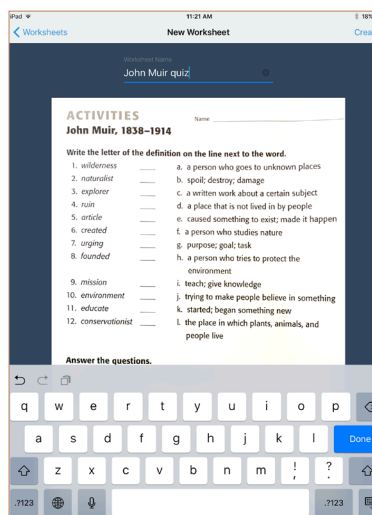 iPad 11:21 AM 18%
Worksheets New Worksheet Crea
Worksheet Name
John Muir quiz
ACTIVITIES
Name
John Muir, 1838–1914
Write the letter of the definition on the line next to the word.
1. wilderness a. a person who goes to unknown places
2. naturalist b. spoil; destroy; damage
3. explorer c. a written work about a certain subject
4. ruin d. a place that is not lived in by people
5. article e. caused something to exist; made it happen
6. created f. a person who studies nature
7. urging g. purpose; goal; task
8. founded h. a person who tries to protect the
environment
9. mission i. teach; give knowledge
10. environment j. trying to make people believe in something
11. educate k. started; began something new
12. conservationist l. the place in which plants, animals, and
people live
Answer the questions.
q w e r t y u i o p
a s d f g h j k l Done
z x c v b n m ! , ? .
.?123 .?123